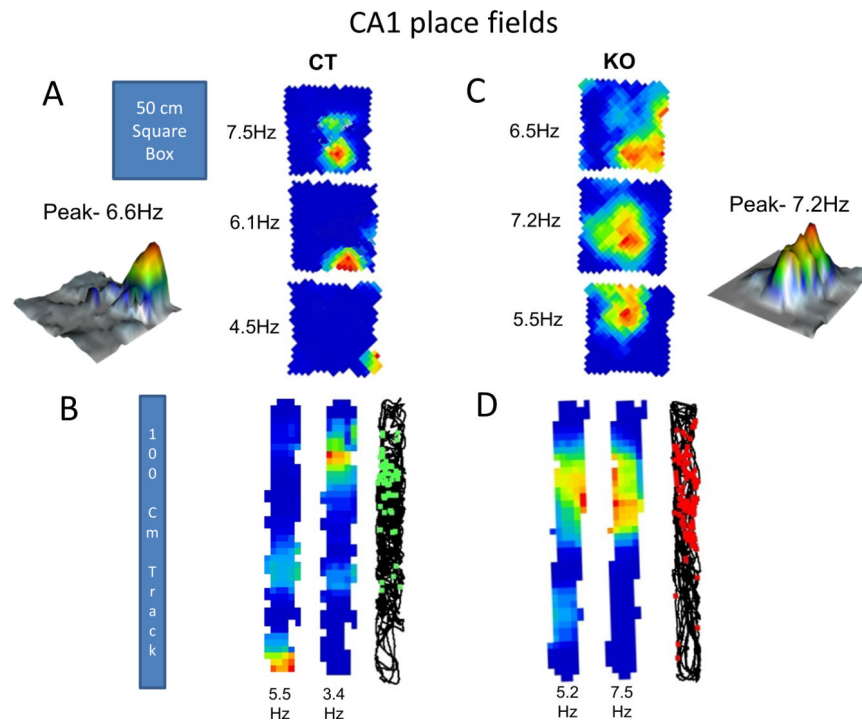 CA1 place fields
CT
KO
A
50 cm
Square
Box
7.5Hz
6.1Hz
4.5Hz
Peak- 6.6Hz
C
6.5Hz
7.2Hz
5.5Hz
Peak- 7.2Hz
B
1
0
0
C
m
T
r
a
c
k
5.5
Hz
3.4
Hz
D
5.2
Hz
7.5
Hz